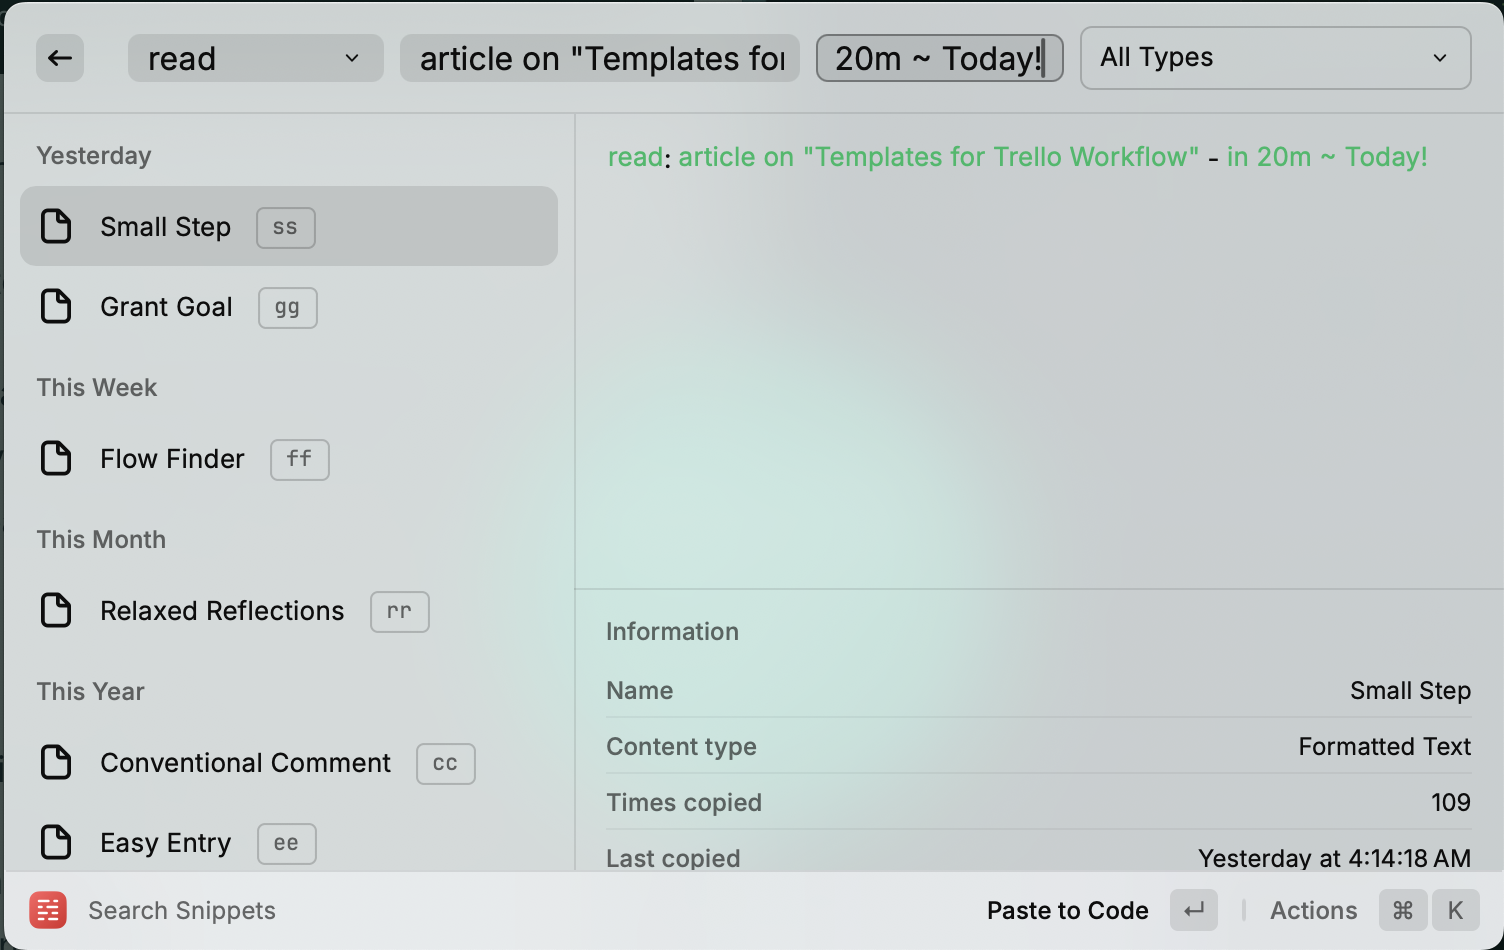 read
article on "Templates for
20m ~ Today!
All Types
Yesterday
Small Step ss
Grant Goal gg
This Week
Flow Finder ff
This Month
Relaxed Reflections rr
This Year
Conventional Comment cc
Easy Entry ee
read: article on "Templates for Trello Workflow" - in 20m ~ Today!
Information
Name Small Step
Content type Formatted Text
Times copied 109
Last copied Yesterday at 4:14:18 AM
Search Snippets
Paste to Code ↵
Actions ⌘ K